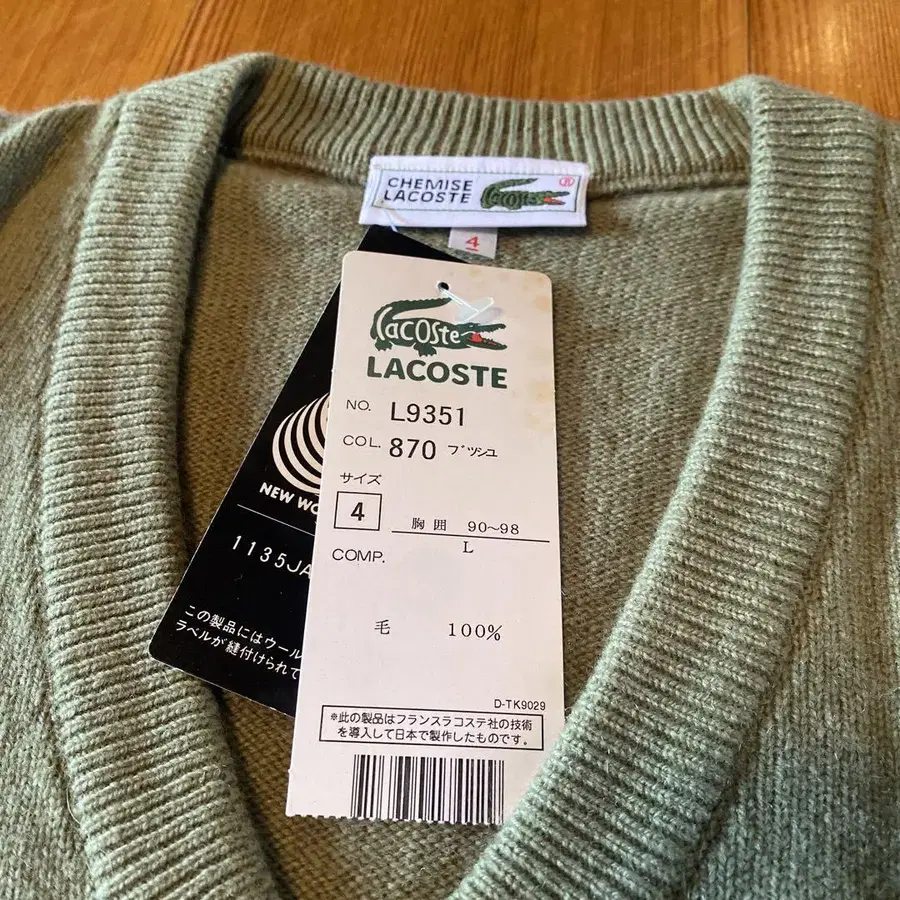 CHEMISE
LACOSTE
Lacoste
®
4
Lacoste
LACOSTE
NO. L9351
COL. 870 ブッシュ
サイズ
4
胸囲 90～98
L
COMP.
毛 100%
D-TK9029
※此の製品はフランスラコステ社の技術
を導入して日本で製作したものです。
NEW
1135JA
この製品にはウール
ラベルが縫付けられて